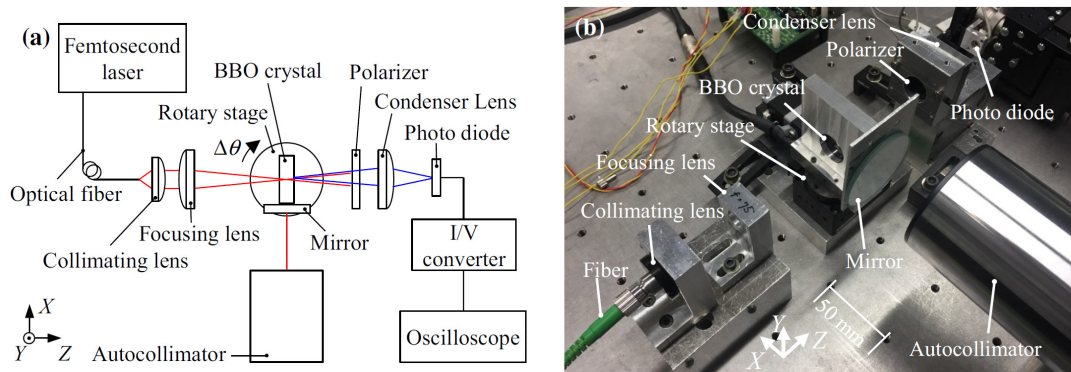 (a)
Femtosecond
laser
BBO crystal
Rotary stage
Δθ
Polarizer
Condenser Lens
Photo diode
Optical fiber
Focusing lens
Collimating lens
Mirror
I/V
converter
Oscilloscope
Autocollimator
X
Y
Z
(b)
Condenser lens
Polarizer
BBO crystal
Rotary stage
Focusing lens
Collimating lens
Fiber
Photo diode
F=75
Mirror
50 mm
Autocollimator
Y
X
Z